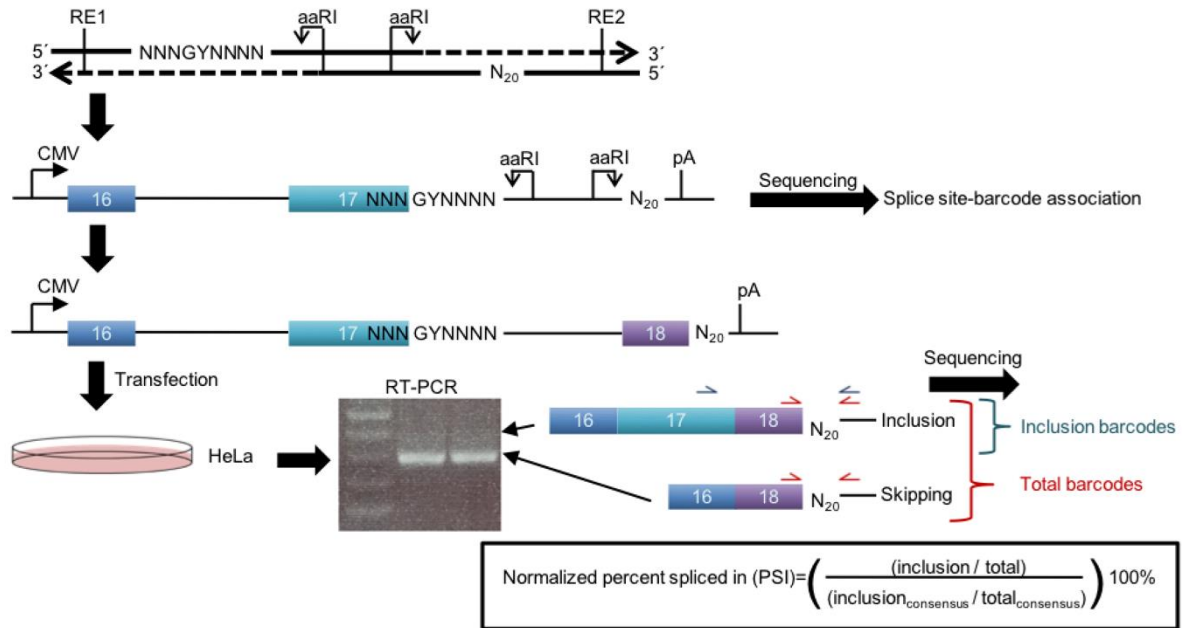 RE1 aaRI aaRI RE2
5´ NNNGYNNNN 3´
3´ N20 5´
CMV aaRI aaRI pA
16 17 NNN GYNNNN N20
Sequencing
Splice site-barcode association
CMV pA
16 17 NNN GYNNNN 18 N20
Transfection
RT-PCR
Sequencing
HeLa
16 17 18 N20 Inclusion
Inclusion barcodes
16 18 N20 Skipping
Total barcodes
Normalized percent spliced in (PSI)=( (inclusion / total) / (inclusionconsensus / totalconsensus) ) 100%